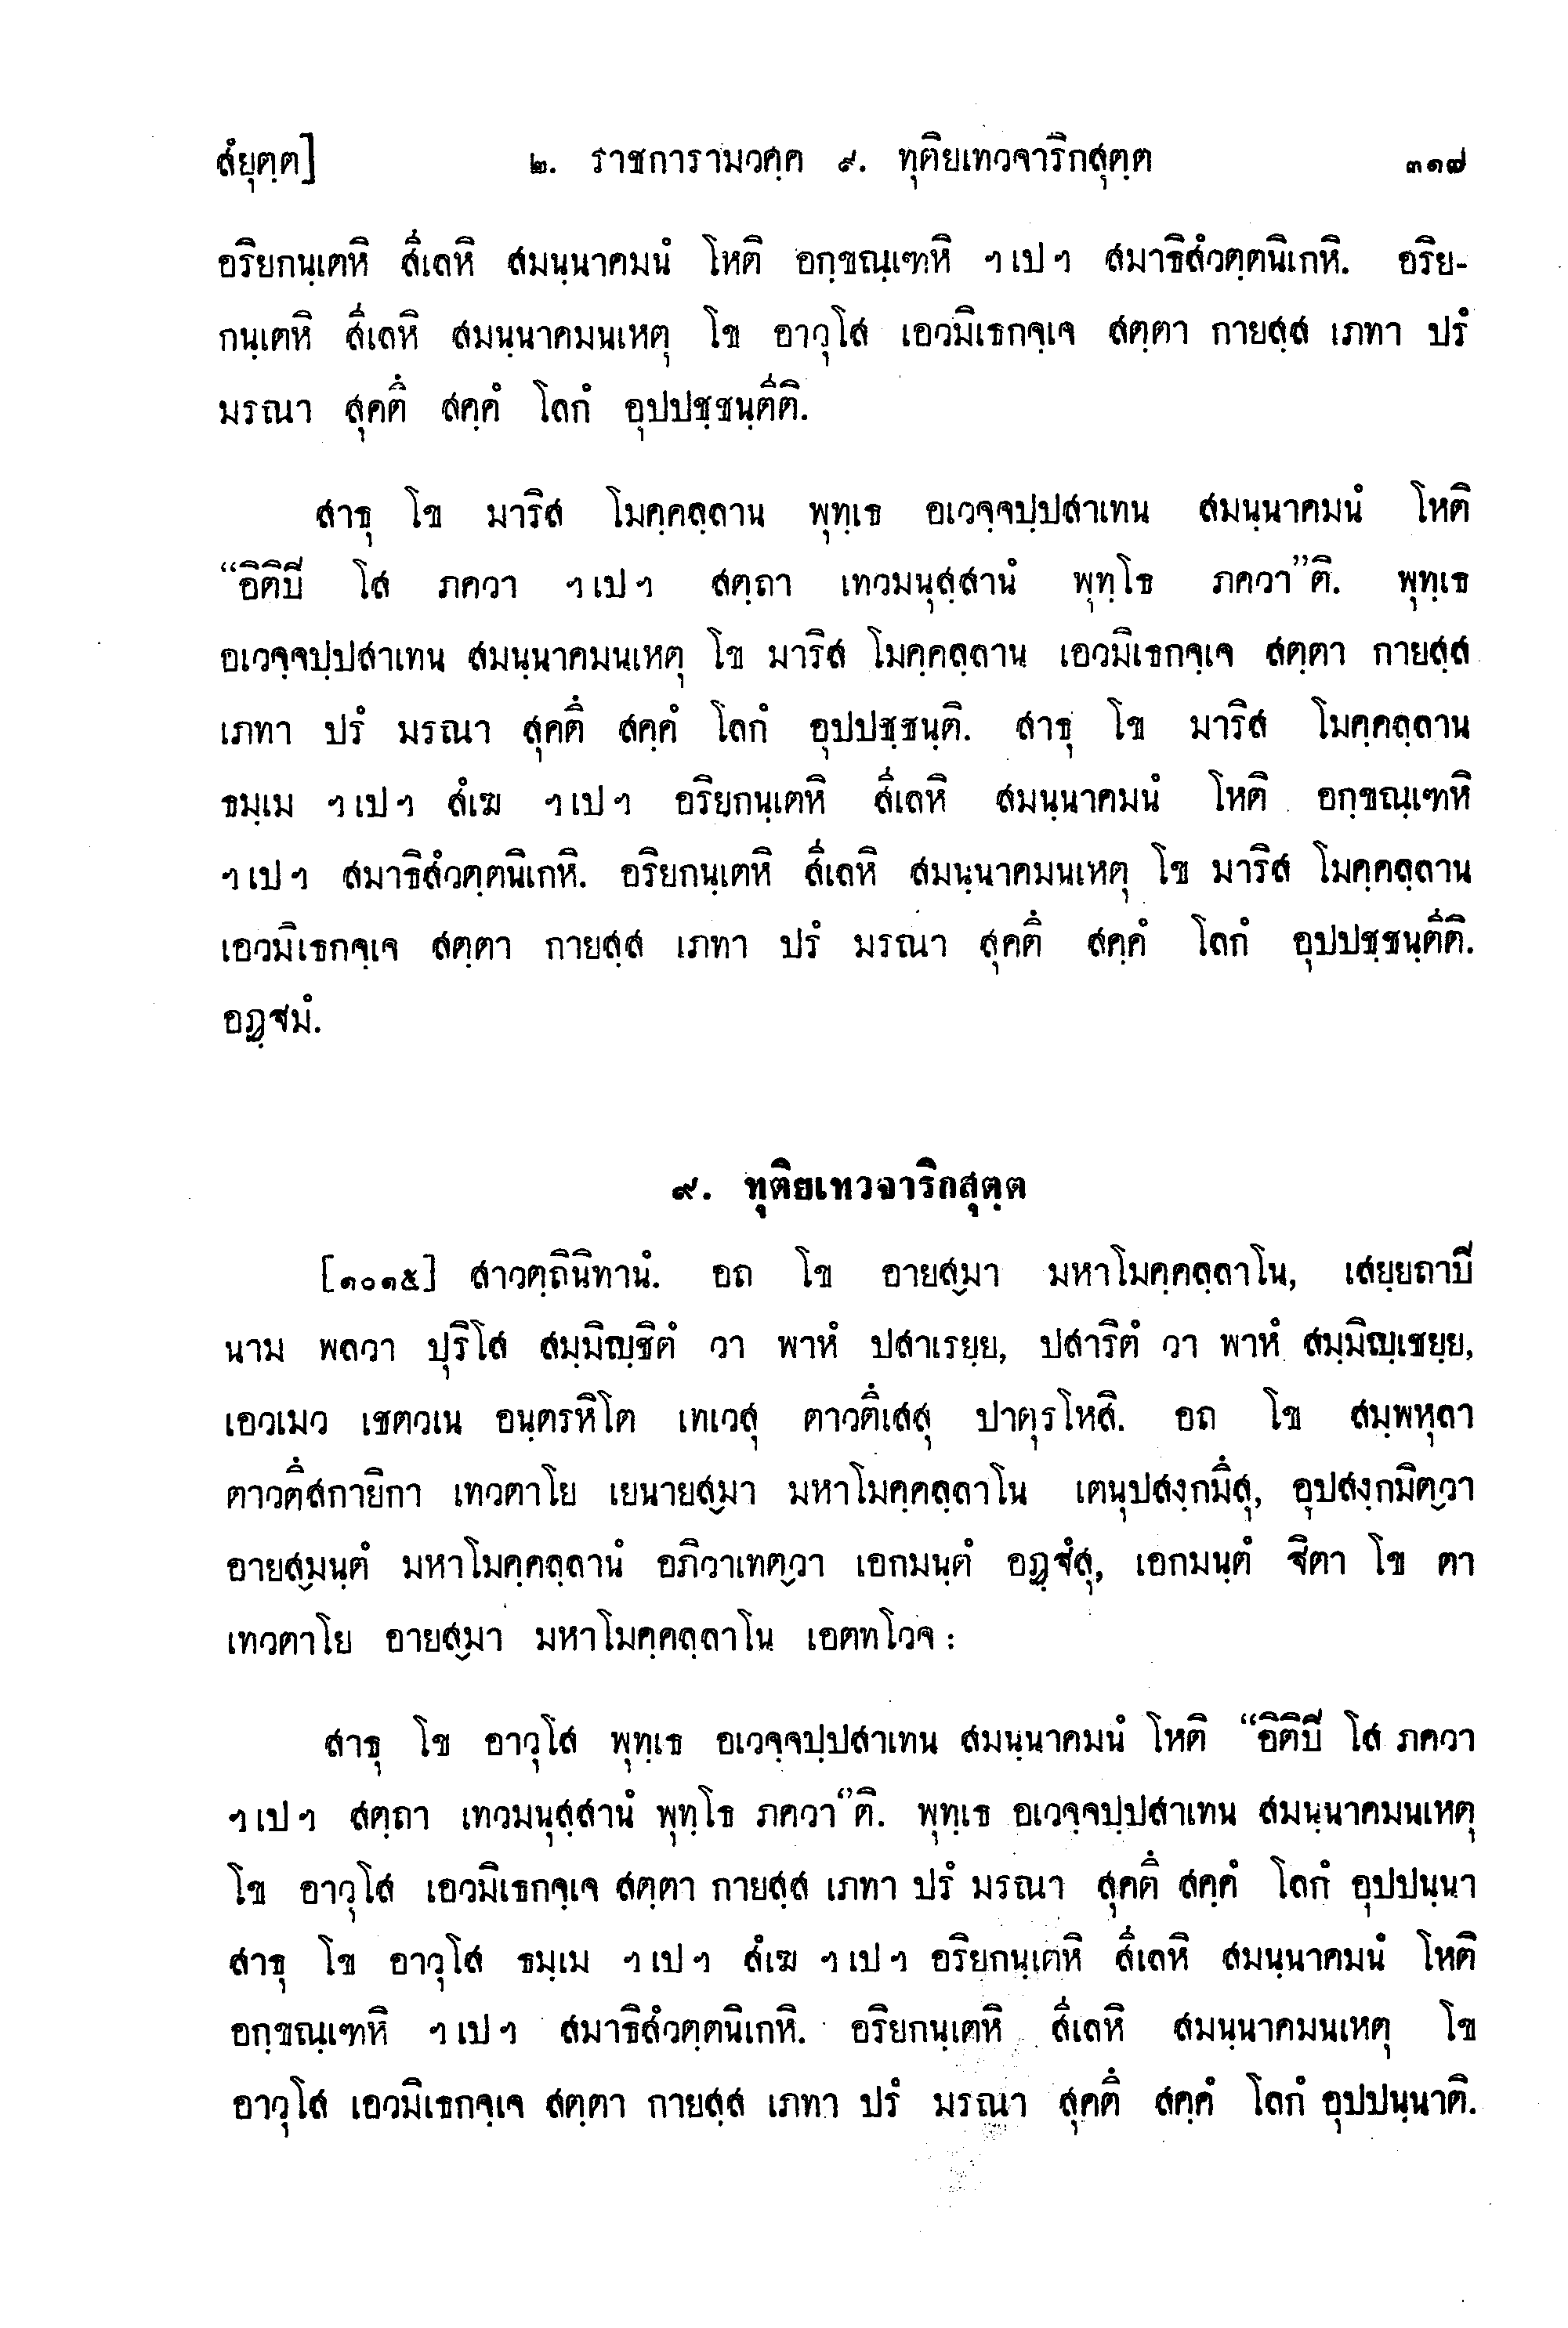 สํยุตฺต]	๒. ราชการามวคฺค ๙. ทุติยเทวจาริกสุตฺต	๓๑๗
อริยกนฺเตหิ สีเลหิ สมนฺนาคมนํ โหติ อกฺขณฺเฑหิ ฯเปฯ สมาธิสํวตฺตนิเกหิ. อริย-
กนฺเตหิ สีเลหิ สมนฺนาคมนเหตุ โข อาวุโส เอวมิเธกจฺเจ สตฺตา กายสฺส เภทา ปรํ
มรณา สุคตึ สคฺคํ โลกํ อุปปชฺชนฺตีติ.
สาธุ โข มาริส โมคฺคลฺลาน พุทฺเธ อเวจฺจปฺปสาเทน สมนฺนาคมนํ โหติ
“อิติปี โส ภควา ฯเปฯ สตฺถา เทวมนุสฺสานํ พุทฺโธ ภควา”ติ. พุทฺเธ
อเวจฺจปฺปสาเทน สมนฺนาคมนเหตุ โข มาริส โมคฺคลฺลาน เอวมิเธกจฺเจ สตฺตา กายสฺส
เภทา ปรํ มรณา สุคตึ สคฺคํ โลกํ อุปปชฺชนฺติ. สาธุ โข มาริส โมคฺคลฺลาน
ธมฺเม ฯเปฯ สํเฆ ฯเปฯ อริยกนฺเตหิ สีเลหิ สมนฺนาคมนํ โหติ อกฺขณฺเฑหิ
ฯเปฯ สมาธิสํวตฺตนิเกหิ. อริยกนฺเตหิ สีเลหิ สมนฺนาคมนเหตุ โข มาริส โมคฺคลฺลาน
เอวมิเธกจฺเจ สตฺตา กายสฺส เภทา ปรํ มรณา สุคตึ สคฺคํ โลกํ อุปปชฺชนฺตีติ.
อฏฺฐมํ.
๙. ทุติยเทวจาริกสุตฺต
[๑๐๑๕] สาวตฺถีนิทานํ. อถ โข อายสฺมา มหาโมคฺคลฺลาโน, เสยฺยถาปี
นาม พลวา ปุริโส สมฺมิญฺชิตํ วา พาหํ ปสาเรยฺย, ปสาริตํ วา พาหํ สมฺมิญฺเชยฺย,
เอวเมว เชตวเน อนฺตรหิโต เทเวสุ ตาวตึเสสุ ปาตุรโหสิ. อถ โข สมฺพหุลา
ตาวตึสกายิกา เทวตาโย เยนายสฺมา มหาโมคฺคลฺลาโน เตนุปสงฺกมึสุ, อุปสงฺกมิตฺวา
อายสฺมนฺตํ มหาโมคฺคลฺลานํ อภิวาเทตฺวา เอกมนฺตํ อฏฺฐํสุ, เอกมนฺตํ ฐิตา โข ตา
เทวตาโย อายสฺมา มหาโมคฺคลฺลาโน เอตทโวจ :
สาธุ โข อาวุโส พุทฺเธ อเวจฺจปฺปสาเทน สมนฺนาคมนํ โหติ “อิติปี โส ภควา
ฯเปฯ สตฺถา เทวมนุสฺสานํ พุทฺโธ ภควา”ติ. พุทฺเธ อเวจฺจปฺปสาเทน สมนฺนาคมนเหตุ
โข อาวุโส เอวมิเธกจฺเจ สตฺตา กายสฺส เภทา ปรํ มรณา สุคตึ สคฺคํ โลกํ อุปปนฺนา
สาธุ โข อาวุโส ธมฺเม ฯเปฯ สํเฆ ฯเปฯ อริยกนฺเตหิ สีเลหิ สมนฺนาคมนํ โหติ
อกฺขณฺเฑหิ ฯเปฯ สมาธิสํวตฺตนิเกหิ. อริยกนฺเตหิ สีเลหิ สมนฺนาคมนเหตุ โข
อาวุโส เอวมิเธกจฺเจ สตฺตา กายสฺส เภทา ปรํ มรณา สุคตึ สคฺคํ โลกํ อุปปนฺนาติ.